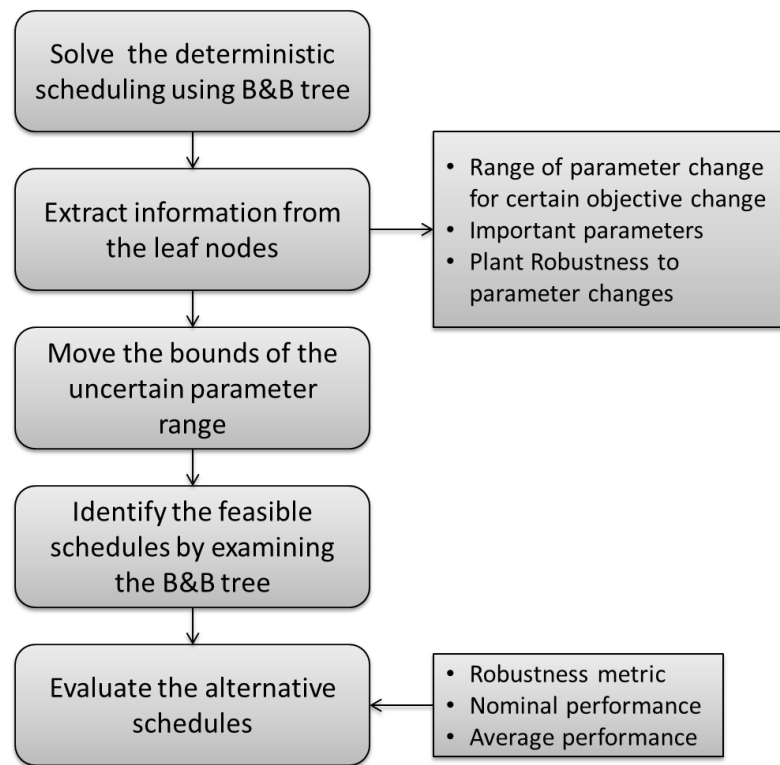 Solve the deterministic
scheduling using B&B tree
Extract information from
the leaf nodes
• Range of parameter change
for certain objective change
• Important parameters
• Plant Robustness to
parameter changes
Move the bounds of the
uncertain parameter
range
Identify the feasible
schedules by examining
the B&B tree
Evaluate the alternative
schedules
• Robustness metric
• Nominal performance
• Average performance